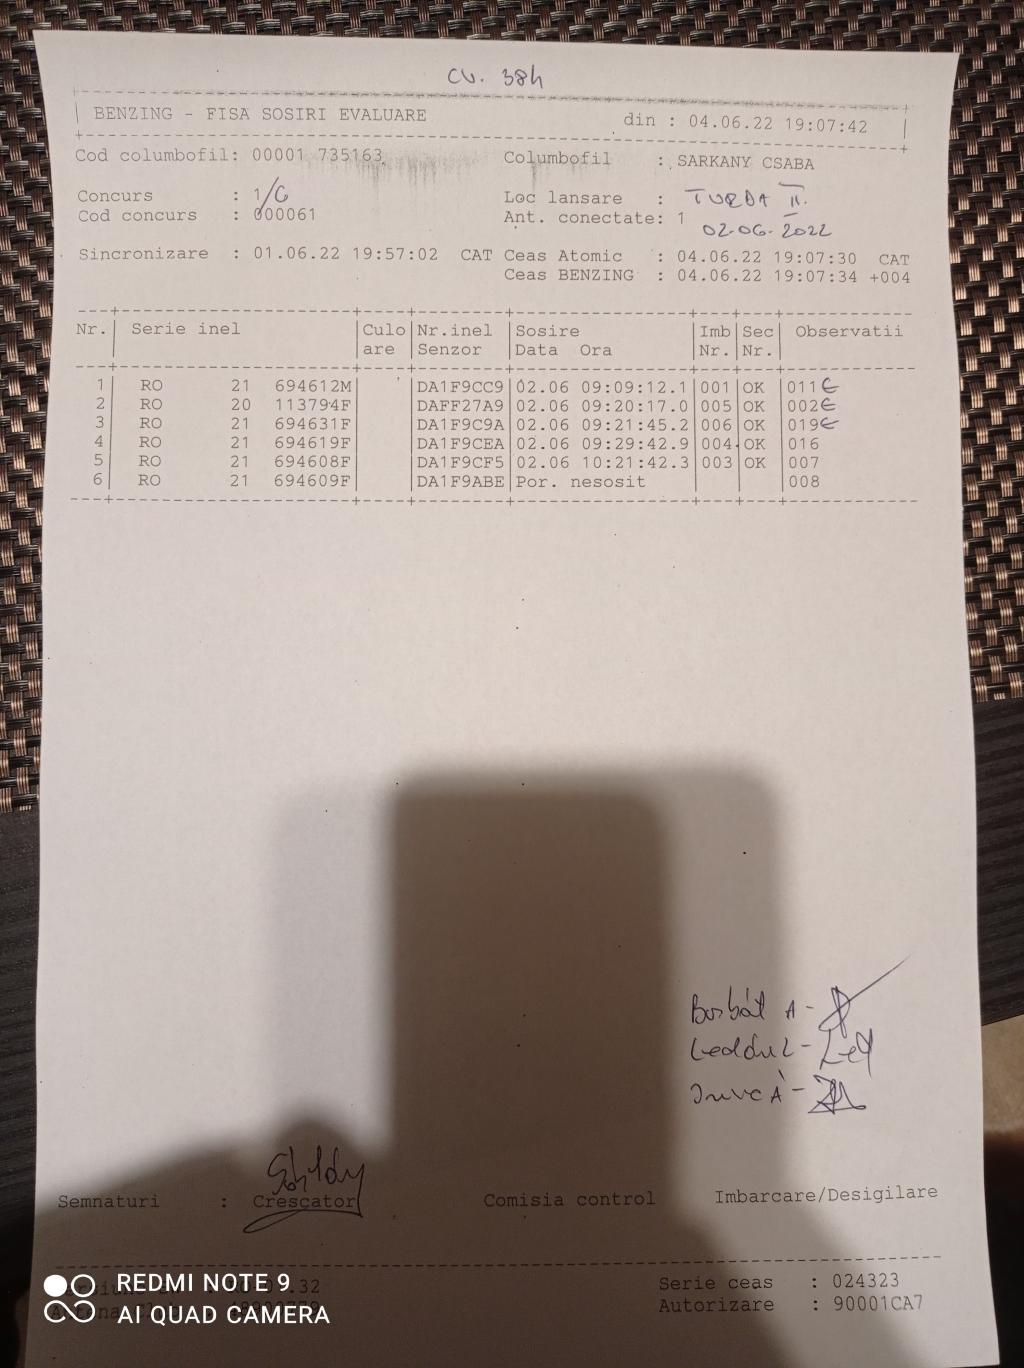 CU. 38h
BENZING - FISA SOSIRI EVALUARE din : 04.06.22 19:07:42
Cod columbofil: 00001 735163 Columbofil : SARKANY CSABA
Concurs : 1/6 Loc lansare : TURDA II.
Cod concurs : 000061 Ant. conectate: 1
02.06.2022
Sincronizare : 01.06.22 19:57:02 CAT Ceas Atomic : 04.06.22 19:07:30 CAT
Ceas BENZING : 04.06.22 19:07:34 +004
Nr. Serie inel Culo Nr.inel Sosire Imb Sec Observatii
are Senzor Data Ora Nr. Nr.
1 RO 21 694612M DA1F9CC9 02.06 09:09:12.1 001 OK 011 €
2 RO 20 113794F DAFF27A9 02.06 09:20:17.0 005 OK 002 €
3 RO 21 694631F DA1F9C9A 02.06 09:21:45.2 006 OK 019 €
4 RO 21 694619F DA1F9CEA 02.06 09:29:42.9 004 OK 016
5 RO 21 694608F DA1F9CF5 02.06 10:21:42.3 003 OK 007
6 RO 21 694609F DA1F9ABE Por. nesosit 008
Borbát A -
Semnaturi : Crescator Comisia control Imbarcare/Desigilare
Serie ceas : 024323
Autorizare : 90001CA7
REDMI NOTE 9
AI QUAD CAMERA